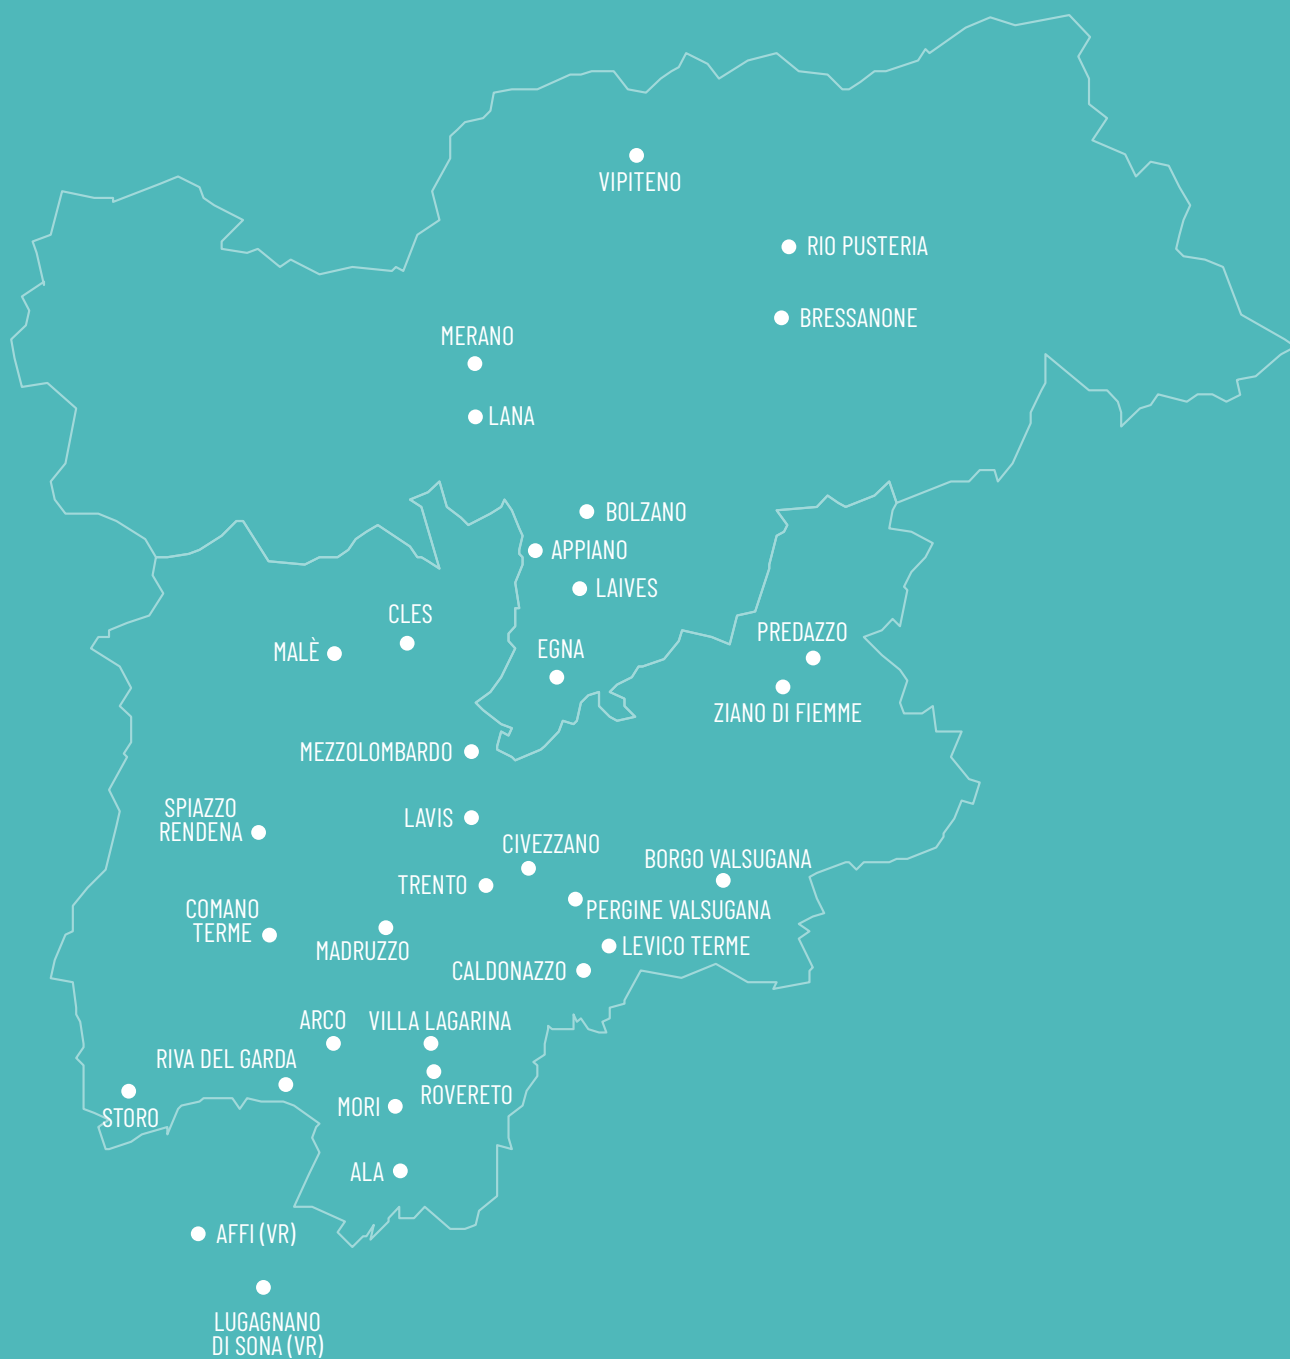 VIPITENO
RIO PUSTERIA
BRESSANONE
MERANO
LANA
BOLZANO
APPIANO
LAIVES
CLES
PREDAZZO
MALÈ
EGNA
ZIANO DI FIEMME
MEZZOLOMBARDO
SPIAZZO
RENDENA
LAVIS
CIVEZZANO
BORGO VALSUGANA
TRENTO
PERGINE VALSUGANA
COMANO
TERME
MADRUZZO
LEVICO TERME
CALDONAZZO
ARCO
VILLA LAGARINA
RIVA DEL GARDA
ROVERETO
MORI
STORO
ALA
AFFI (VR)
LUGAGNANO
DI SONA (VR)